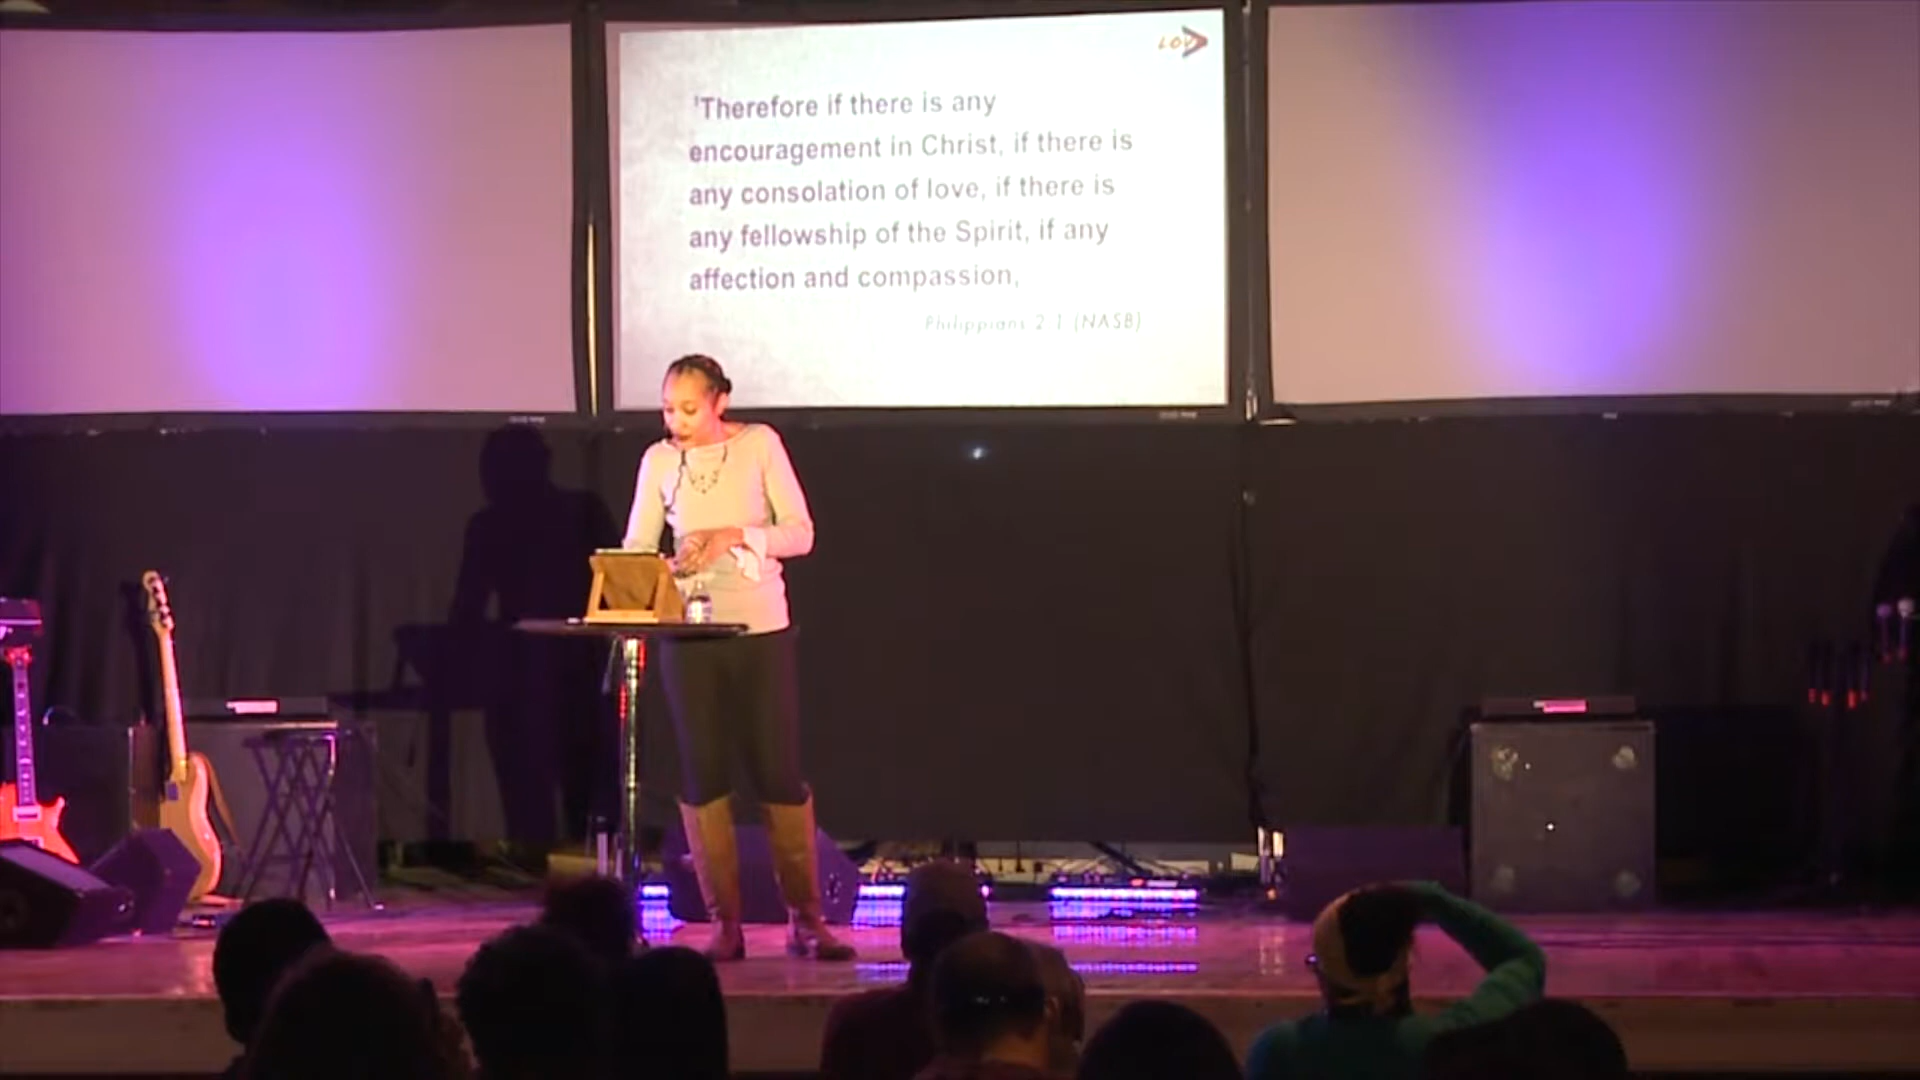 LOV
¹Therefore if there is any
encouragement in Christ, if there is
any consolation of love, if there is
any fellowship of the Spirit, if any
affection and compassion,
Philippians 2:1 (NASB)